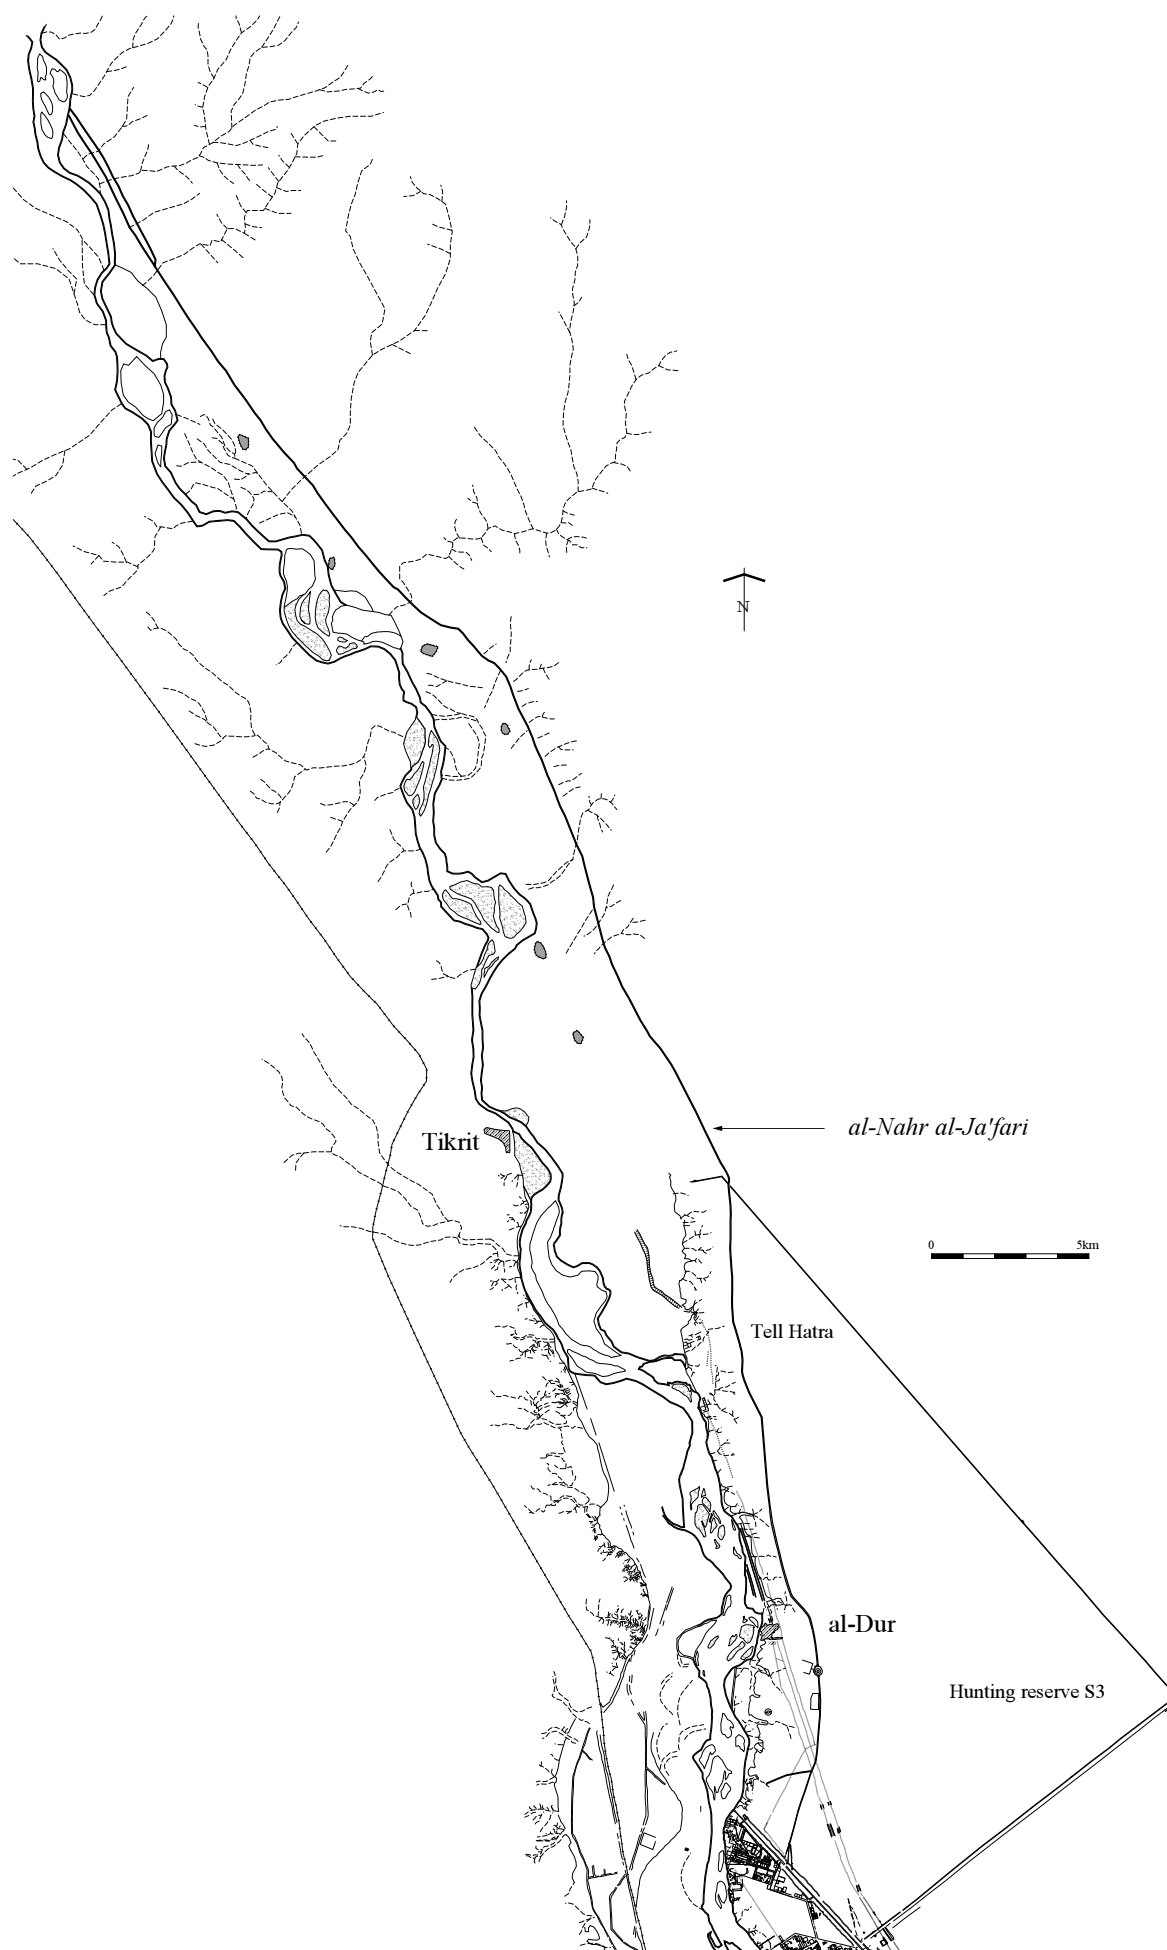 N
al-Nahr al-Ja'fari
Tikrit
0 5km
Tell Hatra
al-Dur
Hunting reserve S3